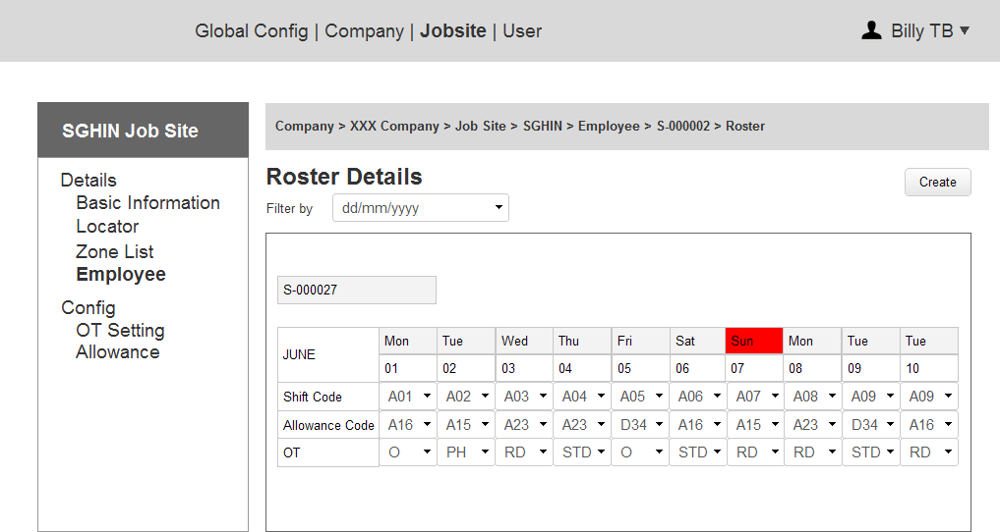 Global Config | Company | Jobsite | User
Billy TB
SGHIN Job Site
Details
Basic Information
Locator
Zone List
Employee
Config
OT Setting
Allowance
Company > XXX Company > Job Site > SGHIN > Employee > S-000002 > Roster
Roster Details
Create
Filter by dd/mm/yyyy
S-000027
JUNE
Mon Tue Wed Thu Fri Sat Sun Mon Tue Tue
01 02 03 04 05 06 07 08 09 10
Shift Code A01 A02 A03 A04 A05 A06 A07 A08 A09 A09
Allowance Code A16 A15 A23 A23 D34 A16 A15 A23 D34 A16
OT O PH RD STD O STD RD RD STD RD